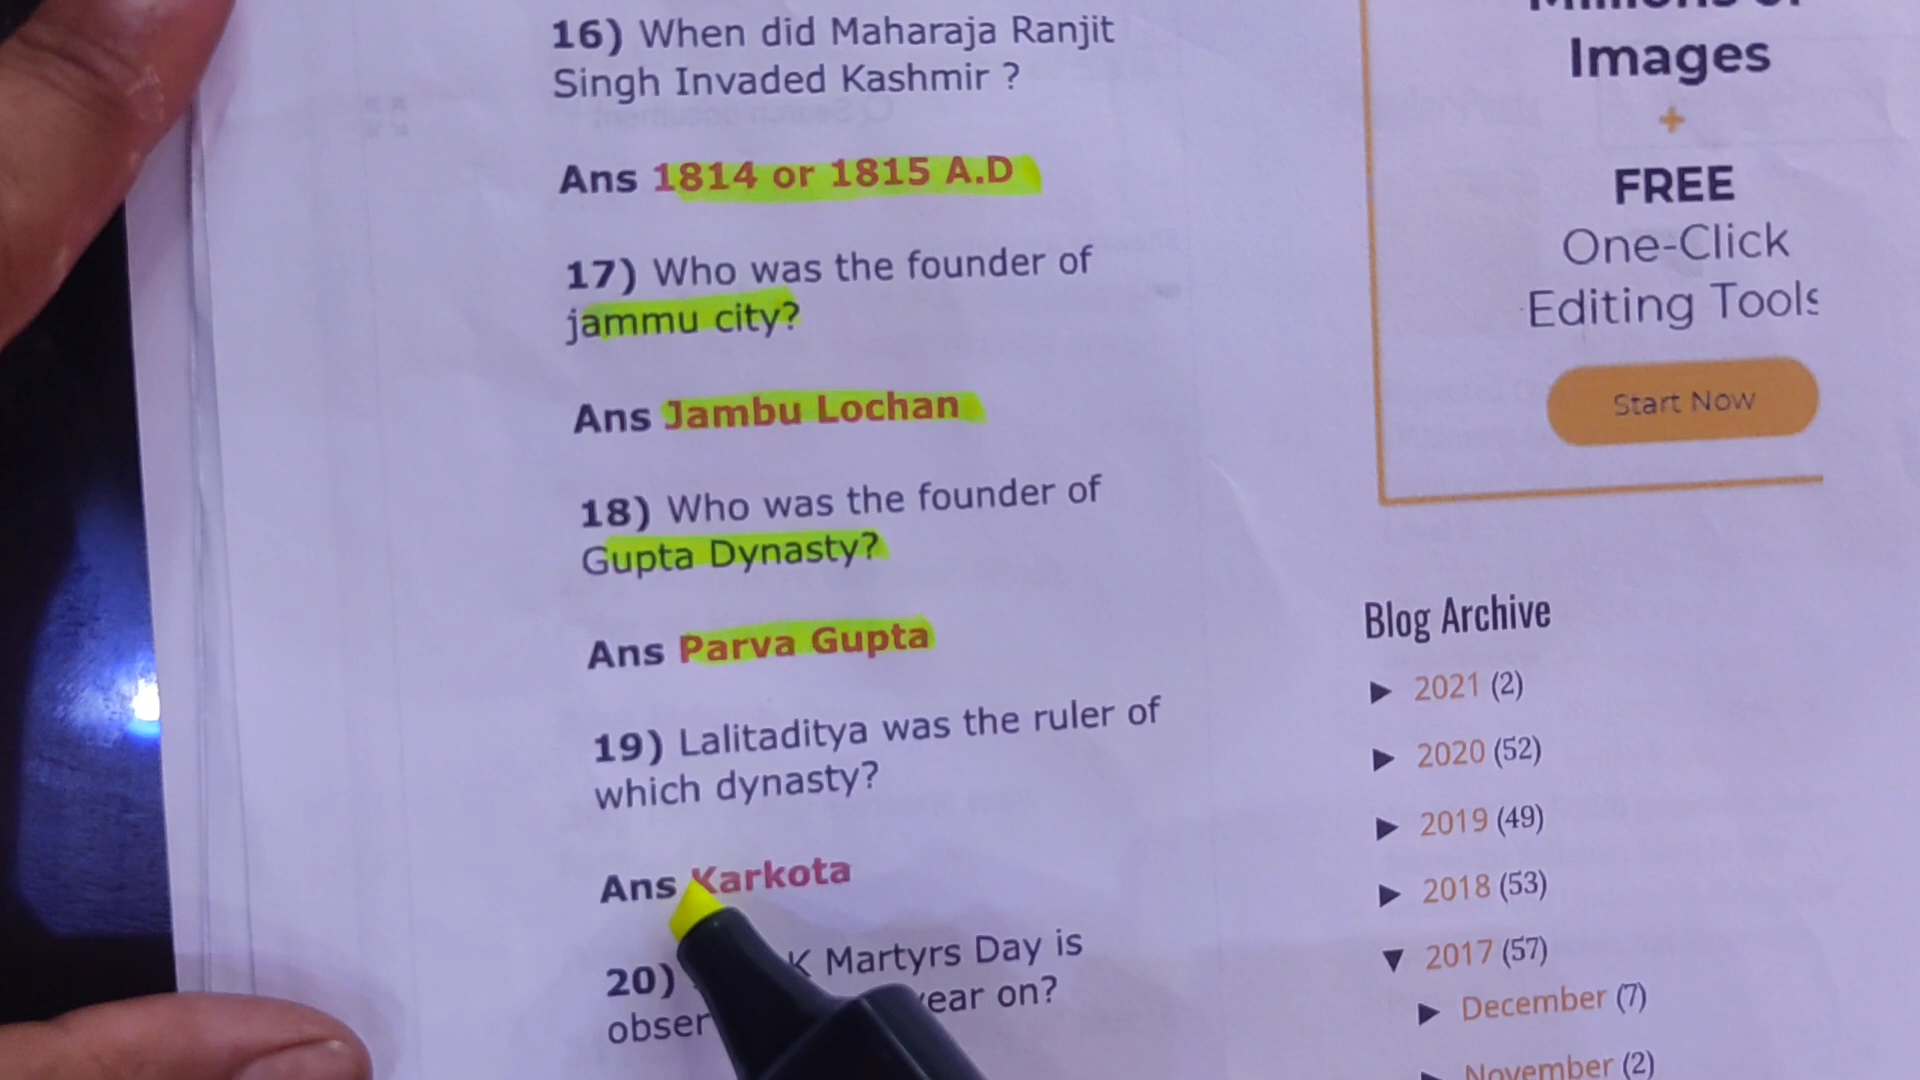 16) When did Maharaja Ranjit
Singh Invaded Kashmir ?
Ans 1814 or 1815 A.D
17) Who was the founder of
jammu city?
Ans Jambu Lochan
18) Who was the founder of
Gupta Dynasty?
Ans Parva Gupta
19) Lalitaditya was the ruler of
which dynasty?
Ans Karkota
20) K Martyrs Day is
obser year on?
Images
+
FREE
One-Click
Editing Tools
Start Now
Blog Archive
► 2021 (2)
► 2020 (52)
► 2019 (49)
► 2018 (53)
▼ 2017 (57)
► December (7)
► November (2)